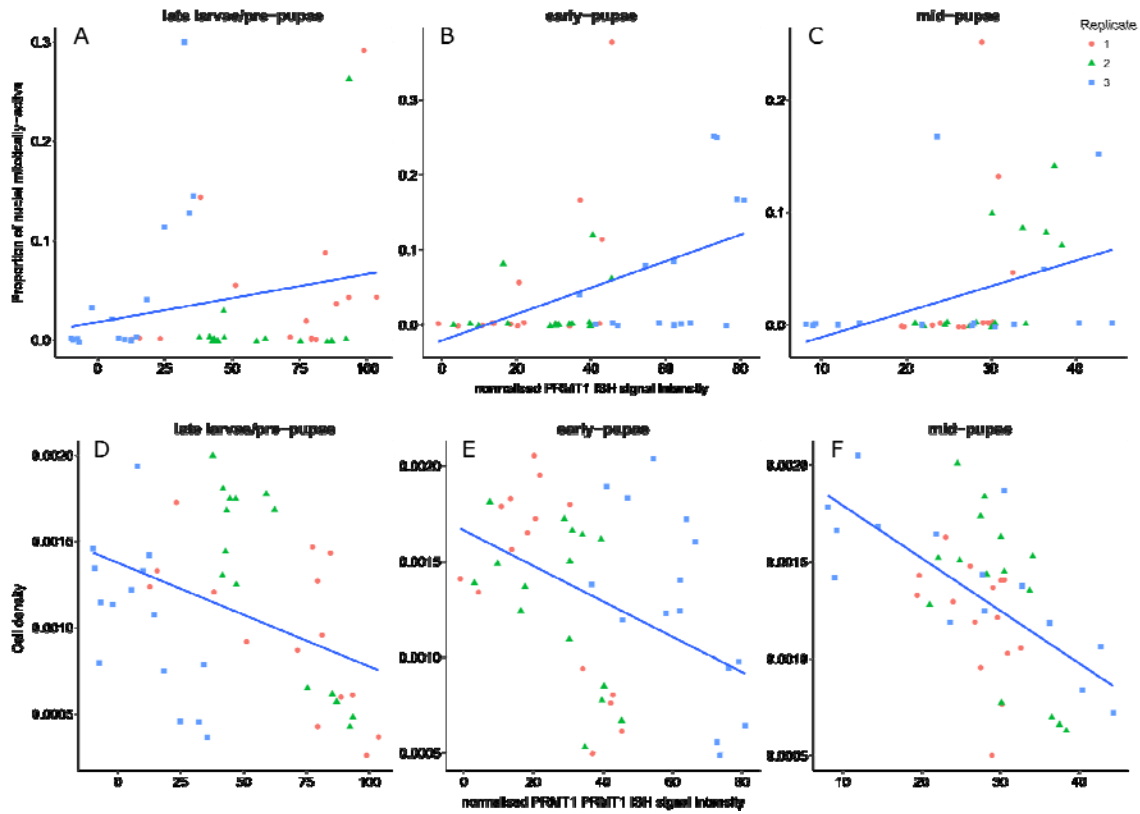 A late larvae/pre-pupae
B early-pupae
C mid-pupae
Replicate
1
2
3
Proportion of nuclei mitotically-active
0.3
0.2
0.1
0.0
0 25 50 75 100
0.3
0.2
0.1
0.0
0 20 40 60 80
0.2
0.1
0.0
10 20 30 40
normalised PRMT1 ISH signal intensity
D late larvae/pre-pupae
E early-pupae
F mid-pupae
Cell density
0.0020
0.0015
0.0010
0.0005
0 25 50 75 100
0.0020
0.0015
0.0010
0.0005
0 20 40 60 80
0.0020
0.0015
0.0010
0.0005
10 20 30 40
normalised PRMT1 PRMT1 ISH signal intensity